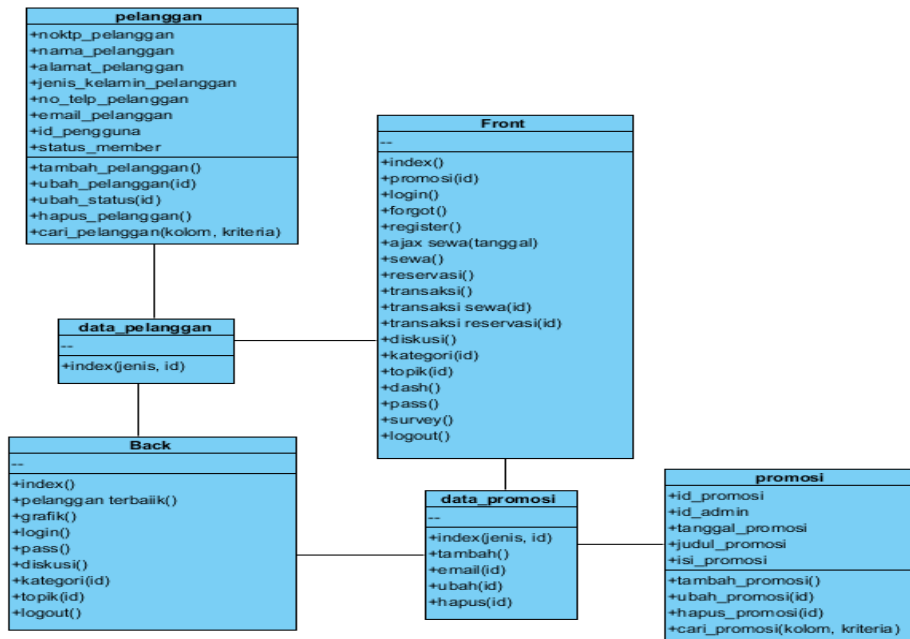 pelanggan
+noktp_pelanggan
+nama_pelanggan
+alamat_pelanggan
+jenis_kelamin_pelanggan
+no_telp_pelanggan
+email_pelanggan
+id_pengguna
+status_member
+tambah_pelanggan()
+ubah_pelanggan(id)
+ubah_status(id)
+hapus_pelanggan()
+cari_pelanggan(kolom, kriteria)
Front
--
+index()
+promosi(id)
+login()
+forgot()
+register()
+ajax sewa(tanggal)
+sewa()
+reservasi()
+transaksi()
+transaksi sewa(id)
+transaksi reservasi(id)
+diskusi()
+kategori(id)
+topik(id)
+dash()
+pass()
+survey()
+logout()
data_pelanggan
--
+index(jenis, id)
Back
--
+index()
+pelanggan terbaiik()
+grafik()
+login()
+pass()
+diskusi()
+kategori(id)
+topik(id)
+logout()
data_promosi
--
+index(jenis, id)
+tambah()
+email(id)
+ubah(id)
+hapus(id)
promosi
+id_promosi
+id_admin
+tanggal_promosi
+judul_promosi
+isi_promosi
+tambah_promosi()
+ubah_promosi(id)
+hapus_promosi(id)
+cari_promosi(kolom, kriteria)